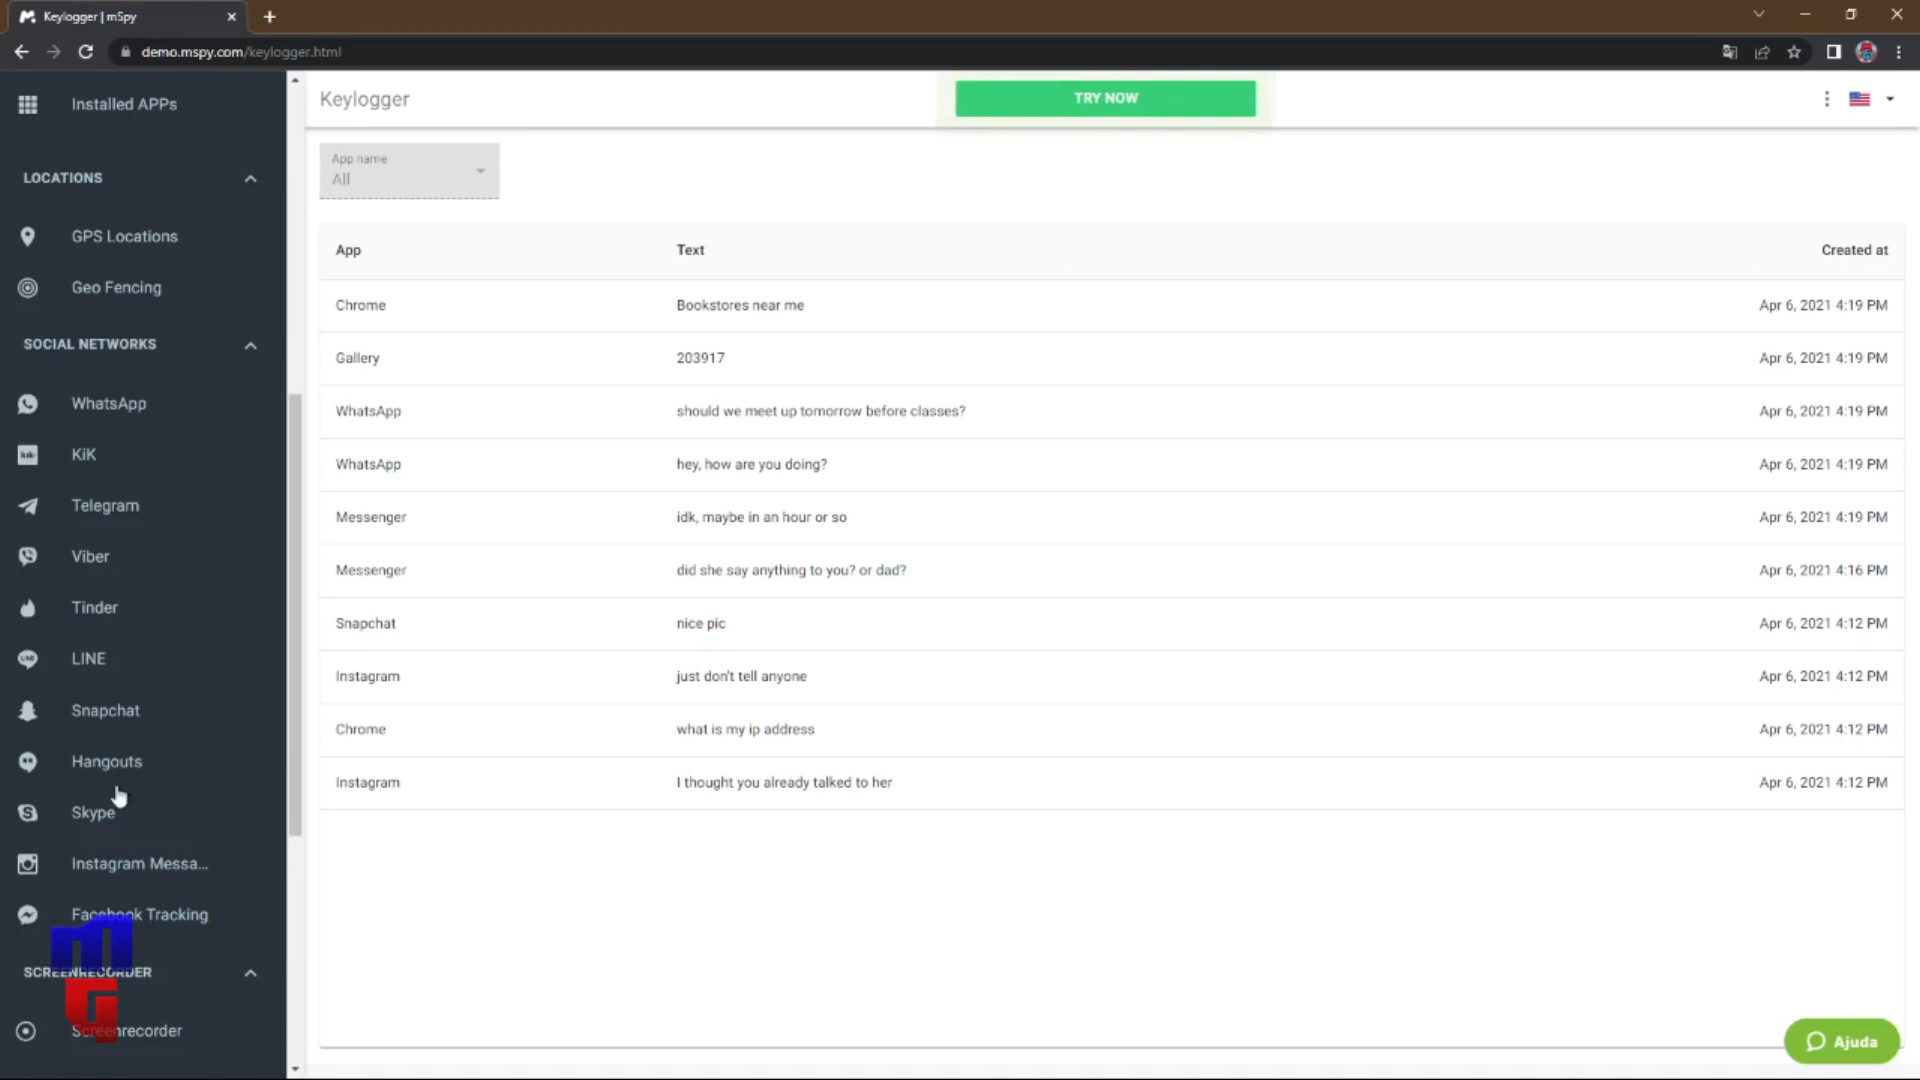 Keylogger | mSpy
demo.mspy.com/keylogger.html
Installed APPs
LOCATIONS
GPS Locations
Geo Fencing
SOCIAL NETWORKS
WhatsApp
KiK
Telegram
Viber
Tinder
LINE
Snapchat
Hangouts
Skype
Instagram Messa...
Facebook Tracking
SCREENRECORDER
Screenrecorder
Keylogger
TRY NOW
App name
All
App Text Created at
Chrome Bookstores near me Apr 6, 2021 4:19 PM
Gallery 203917 Apr 6, 2021 4:19 PM
WhatsApp should we meet up tomorrow before classes? Apr 6, 2021 4:19 PM
WhatsApp hey, how are you doing? Apr 6, 2021 4:19 PM
Messenger idk, maybe in an hour or so Apr 6, 2021 4:19 PM
Messenger did she say anything to you? or dad? Apr 6, 2021 4:16 PM
Snapchat nice pic Apr 6, 2021 4:12 PM
Instagram just don't tell anyone Apr 6, 2021 4:12 PM
Chrome what is my ip address Apr 6, 2021 4:12 PM
Instagram I thought you already talked to her Apr 6, 2021 4:12 PM
Ajuda